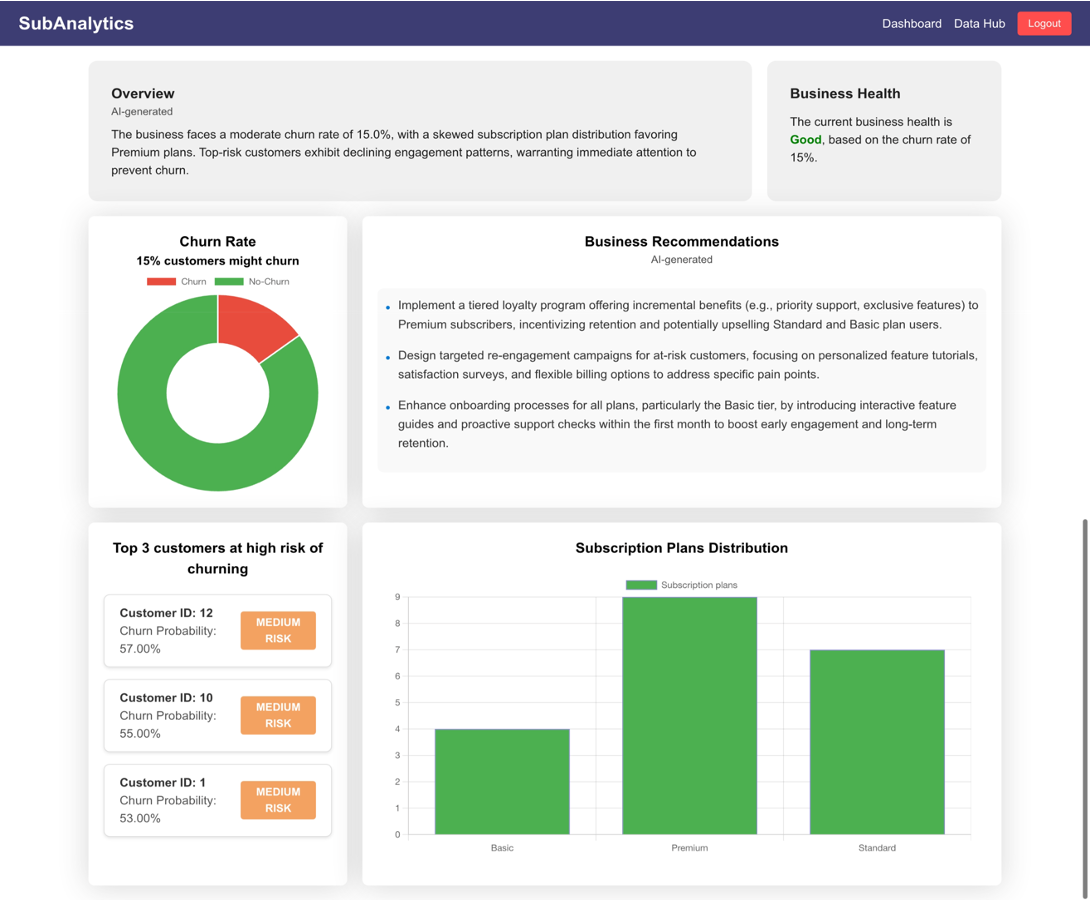 SubAnalytics
Dashboard
Data Hub
Logout
Overview
AI-generated
The business faces a moderate churn rate of 15.0%, with a skewed subscription plan distribution favoring
Premium plans. Top-risk customers exhibit declining engagement patterns, warranting immediate attention to
prevent churn.
Business Health
The current business health is
Good, based on the churn rate of
15%.
Churn Rate
15% customers might churn
Churn
No-Churn
Business Recommendations
AI-generated
• Implement a tiered loyalty program offering incremental benefits (e.g., priority support, exclusive features) to
Premium subscribers, incentivizing retention and potentially upselling Standard and Basic plan users.
• Design targeted re-engagement campaigns for at-risk customers, focusing on personalized feature tutorials,
satisfaction surveys, and flexible billing options to address specific pain points.
• Enhance onboarding processes for all plans, particularly the Basic tier, by introducing interactive feature
guides and proactive support checks within the first month to boost early engagement and long-term
retention.
Top 3 customers at high risk of
churning
Customer ID: 12
Churn Probability:
57.00%
MEDIUM
RISK
Customer ID: 10
Churn Probability:
55.00%
MEDIUM
RISK
Customer ID: 1
Churn Probability:
53.00%
MEDIUM
RISK
Subscription Plans Distribution
Subscription plans
9
8
7
6
5
4
3
2
1
0
Basic
Premium
Standard